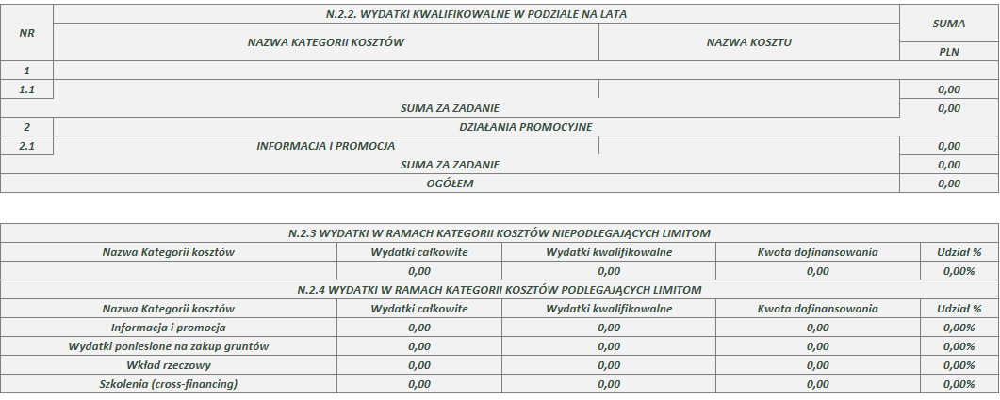 NR
N.2.2. WYDATKI KWALIFIKOWALNE W PODZIALE NA LATA
SUMA
NAZWA KATEGORII KOSZTÓW NAZWA KOSZTU
PLN
1
1.1 0,00
SUMA ZA ZADANIE 0,00
2 DZIAŁANIA PROMOCYJNE
2.1 INFORMACJA I PROMOCJA 0,00
SUMA ZA ZADANIE 0,00
OGÓŁEM 0,00
N.2.3 WYDATKI W RAMACH KATEGORII KOSZTÓW NIEPODLEGAJĄCYCH LIMITOM
Nazwa Kategorii kosztów Wydatki całkowite Wydatki kwalifikowalne Kwota dofinansowania Udział %
0,00 0,00 0,00 0,00%
N.2.4 WYDATKI W RAMACH KATEGORII KOSZTÓW PODLEGAJĄCYCH LIMITOM
Nazwa Kategorii kosztów Wydatki całkowite Wydatki kwalifikowalne Kwota dofinansowania Udział %
Informacja i promocja 0,00 0,00 0,00 0,00%
Wydatki poniesione na zakup gruntów 0,00 0,00 0,00 0,00%
Wkład rzeczowy 0,00 0,00 0,00 0,00%
Szkolenia (cross-financing) 0,00 0,00 0,00 0,00%